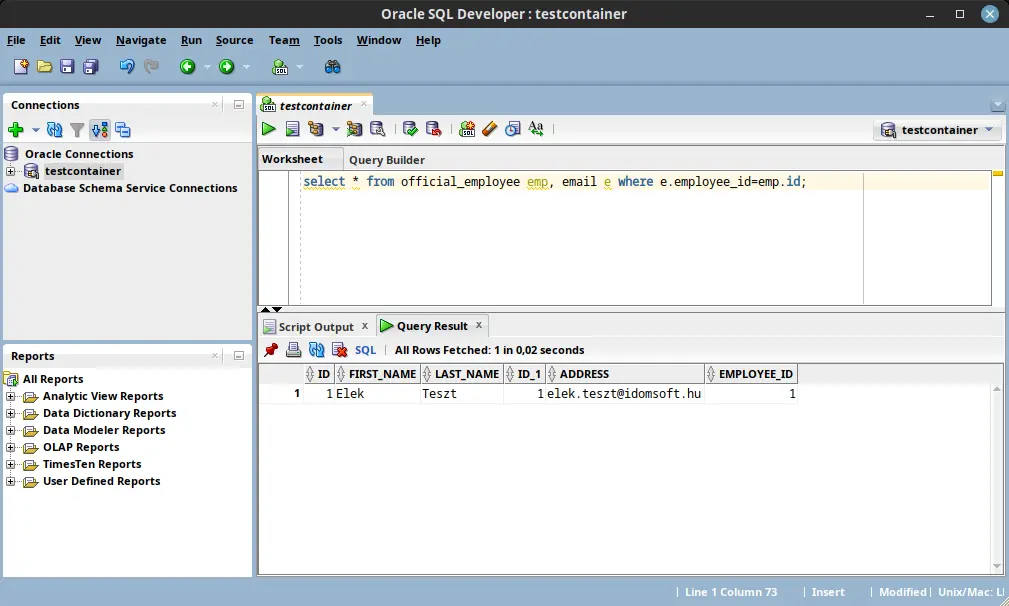 Oracle SQL Developer : testcontainer
File Edit View Navigate Run Source Team Tools Window Help
Connections
Oracle Connections
testcontainer
Database Schema Service Connections
Reports
All Reports
Analytic View Reports
Data Dictionary Reports
Data Modeler Reports
OLAP Reports
TimesTen Reports
User Defined Reports
testcontainer
Aa
testcontainer
Worksheet Query Builder
select * from official_employee emp, email e where e.employee_id=emp.id;
Script Output x Query Result x
SQL | All Rows Fetched: 1 in 0,02 seconds
ID FIRST_NAME LAST_NAME ID_1 ADDRESS EMPLOYEE_ID
1 1 Elek Teszt 1 elek.teszt@idomsoft.hu 1
| Line 1 Column 73 | Insert | Modified | Unix/Mac: L